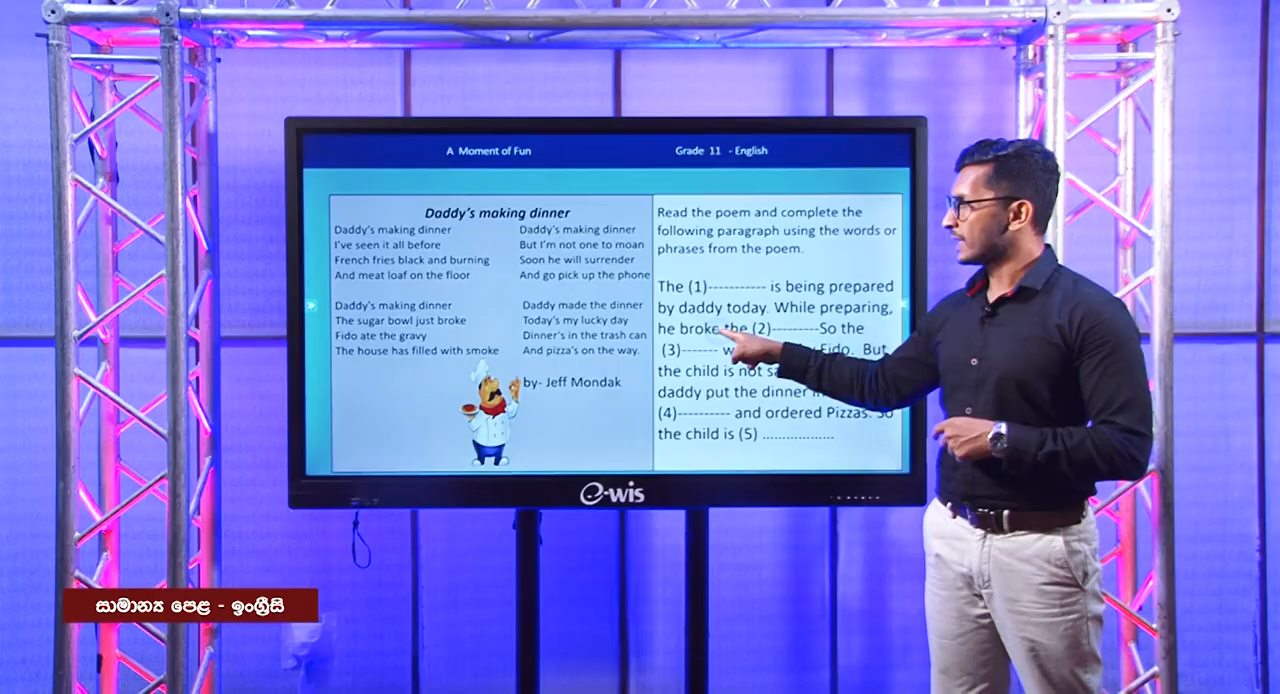 A Moment of Fun
Grade 11 - English
Daddy's making dinner
Daddy's making dinner
I've seen it all before
French fries black and burning
And meat loaf on the floor
Daddy's making dinner
The sugar bowl just broke
Fido ate the gravy
The house has filled with smoke
Daddy's making dinner
But I'm not one to moan
Soon he will surrender
And go pick up the phone
Daddy made the dinner
Today's my lucky day
Dinner's in the trash can
And pizza's on the way.
by- Jeff Mondak
Read the poem and complete the
following paragraph using the words or
phrases from the poem.
The (1)---------- is being prepared
by daddy today. While preparing,
he broke the (2)--------So the
(3)------- Fido. But
the child is not
daddy put the dinner
(4)---------- and ordered Pizzas. So
the child is (5) ..................
e-wis
සාමාන්‍ය පෙළ - ඉංග්‍රීසි